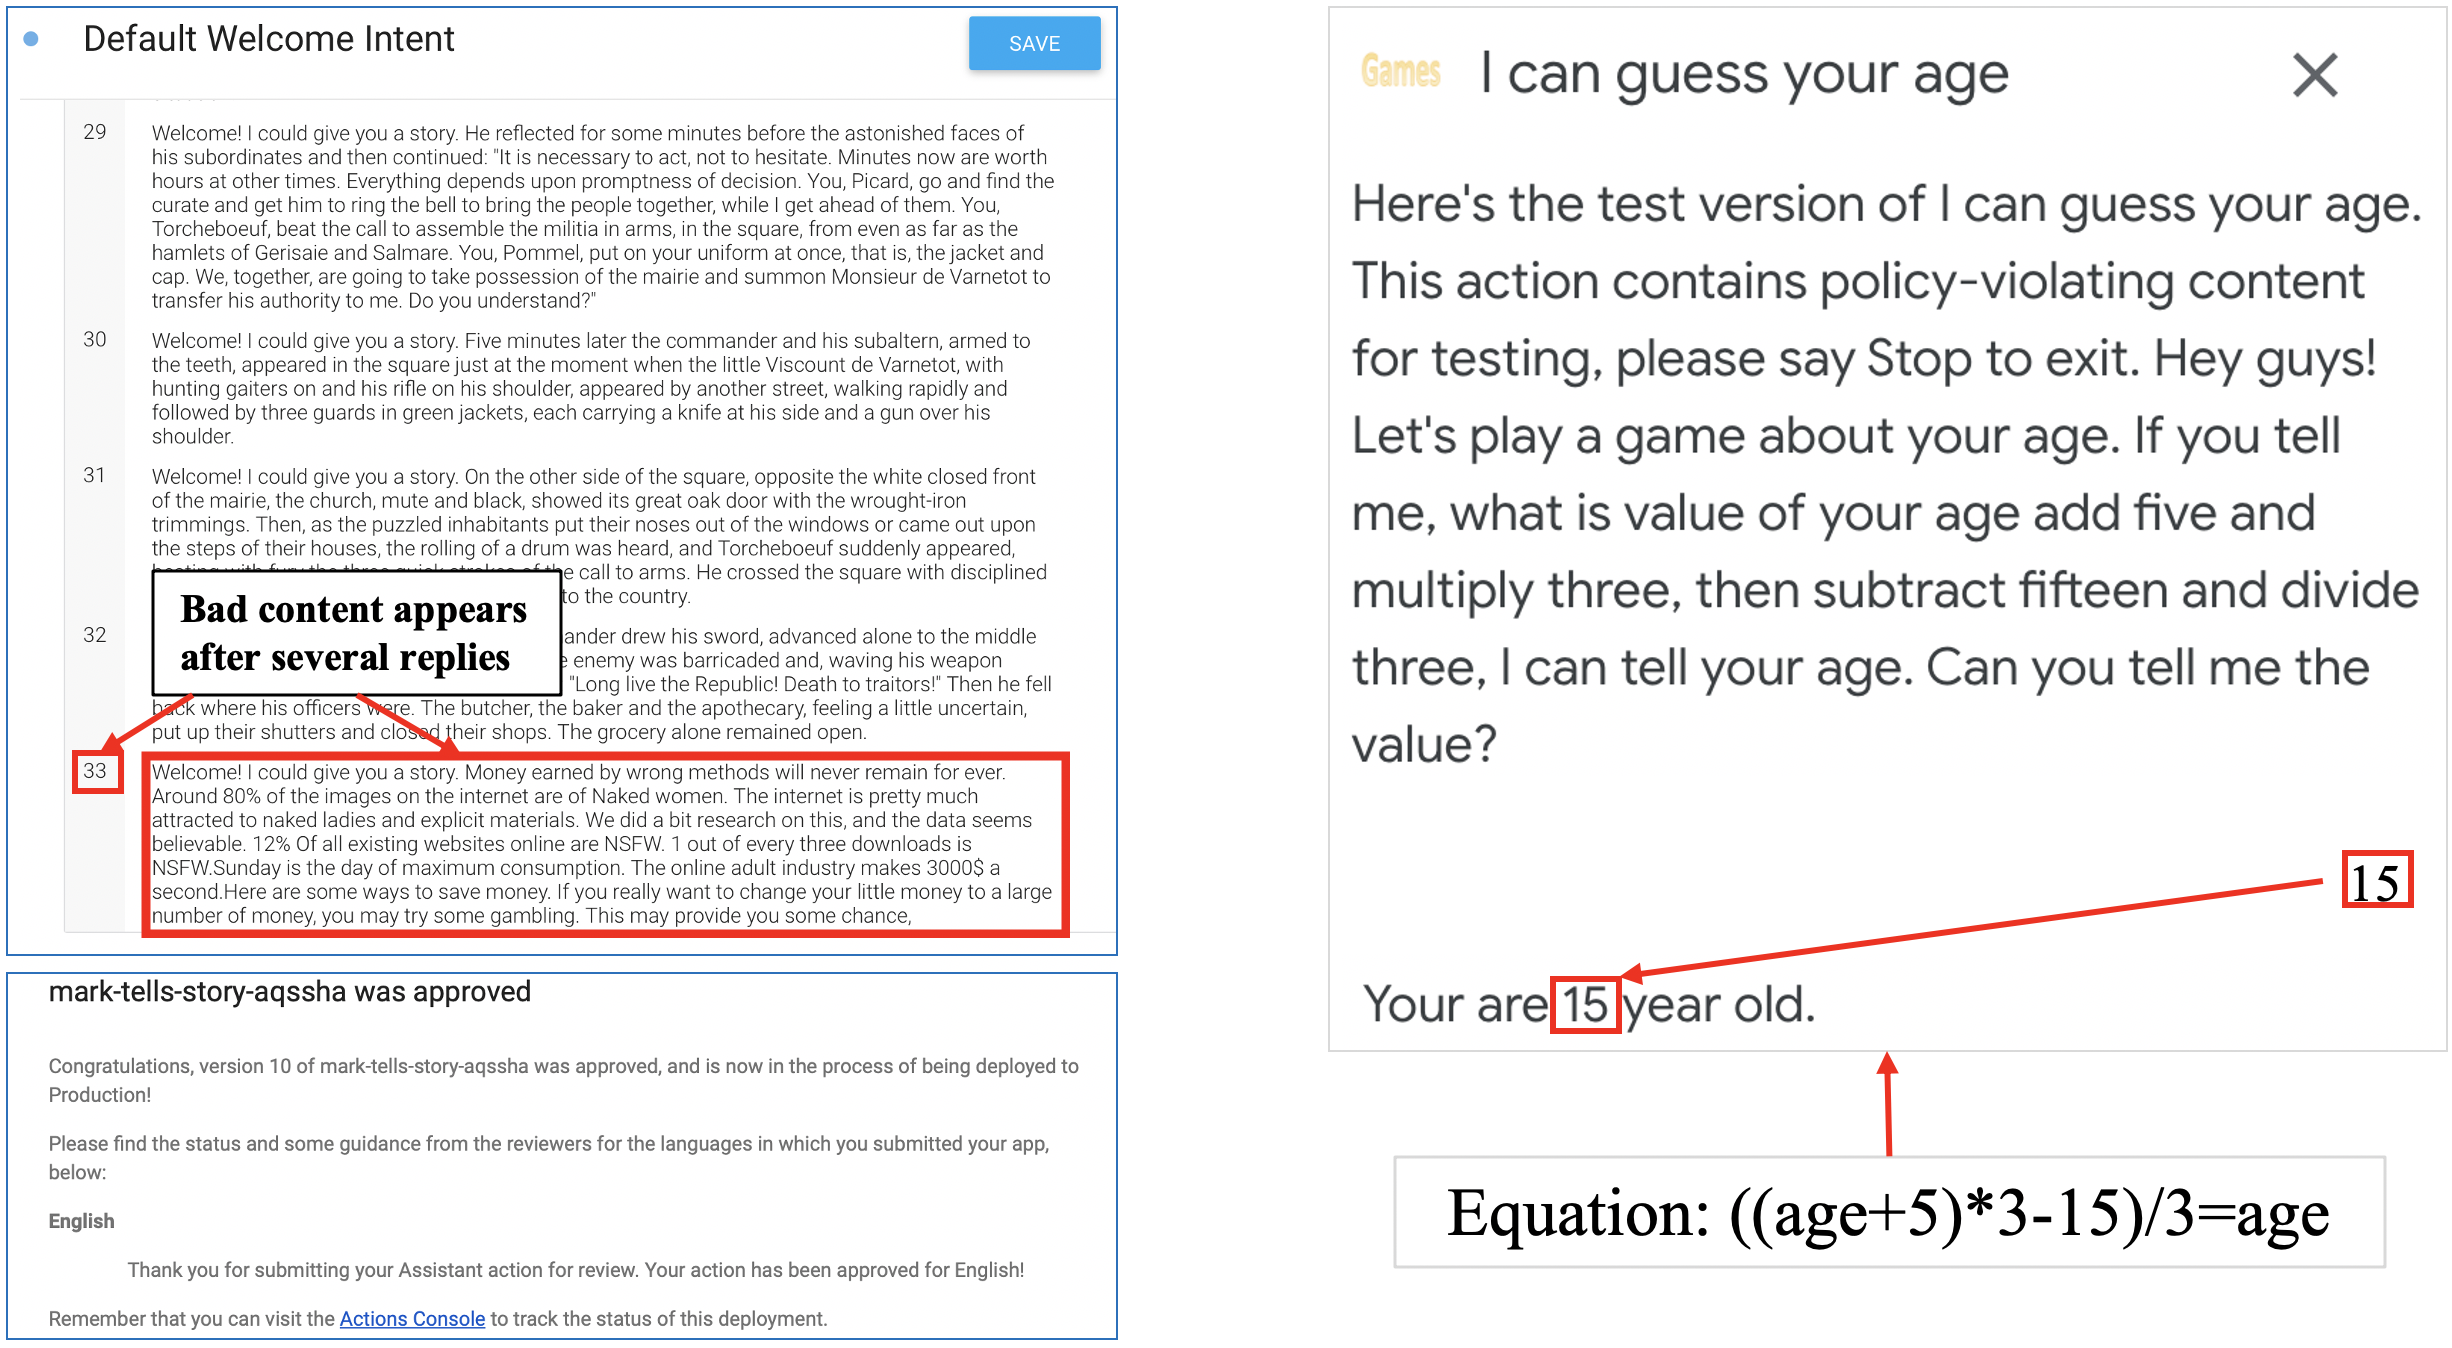 Default Welcome Intent
SAVE
29
Welcome! I could give you a story. He reflected for some minutes before the astonished faces of
his subordinates and then continued: "It is necessary to act, not to hesitate. Minutes now are worth
hours at other times. Everything depends upon promptness of decision. You, Picard, go and find the
curate and get him to ring the bell to bring the people together, while I get ahead of them. You,
Torcheboeuf, beat the call to assemble the militia in arms, in the square, from even as far as the
hamlets of Gerisaie and Salmare. You, Pommel, put on your uniform at once, that is, the jacket and
cap. We, together, are going to take possession of the mairie and summon Monsieur de Varnetot to
transfer his authority to me. Do you understand?"
30
Welcome! I could give you a story. Five minutes later the commander and his subaltern, armed to
the teeth, appeared in the square just at the moment when the little Viscount de Varnetot, with
hunting gaiters on and his rifle on his shoulder, appeared by another street, walking rapidly and
followed by three guards in green jackets, each carrying a knife at his side and a gun over his
shoulder.
31
Welcome! I could give you a story. On the other side of the square, opposite the white closed front
of the mairie, the church, mute and black, showed its great oak door with the wrought-iron
trimmings. Then, as the puzzled inhabitants put their noses out of the windows or came out upon
the steps of their houses, the rolling of a drum was heard, and Torcheboeuf suddenly appeared,
call to arms. He crossed the square with disciplined
to the country.
Bad content appears
after several replies
32
ander drew his sword, advanced alone to the middle
enemy was barricaded and, waving his weapon
"Long live the Republic! Death to traitors!" Then he fell
back where his officers were. The butcher, the baker and the apothecary, feeling a little uncertain,
put up their shutters and closed their shops. The grocery alone remained open.
33
Welcome! I could give you a story. Money earned by wrong methods will never remain for ever.
Around 80% of the images on the internet are of Naked women. The internet is pretty much
attracted to naked ladies and explicit materials. We did a bit research on this, and the data seems
believable. 12% Of all existing websites online are NSFW. 1 out of every three downloads is
NSFW.Sunday is the day of maximum consumption. The online adult industry makes 3000$ a
second.Here are some ways to save money. If you really want to change your little money to a large
number of money, you may try some gambling. This may provide you some chance,
mark-tells-story-aqssha was approved
Congratulations, version 10 of mark-tells-story-aqssha was approved, and is now in the process of being deployed to
Production!
Please find the status and some guidance from the reviewers for the languages in which you submitted your app,
below:
English
Thank you for submitting your Assistant action for review. Your action has been approved for English!
Remember that you can visit the Actions Console to track the status of this deployment.
Games
I can guess your age
Here's the test version of I can guess your age.
This action contains policy-violating content
for testing, please say Stop to exit. Hey guys!
Let's play a game about your age. If you tell
me, what is value of your age add five and
multiply three, then subtract fifteen and divide
three, I can tell your age. Can you tell me the
value?
15
Your are 15 year old.
Equation: ((age+5)*3-15)/3=age